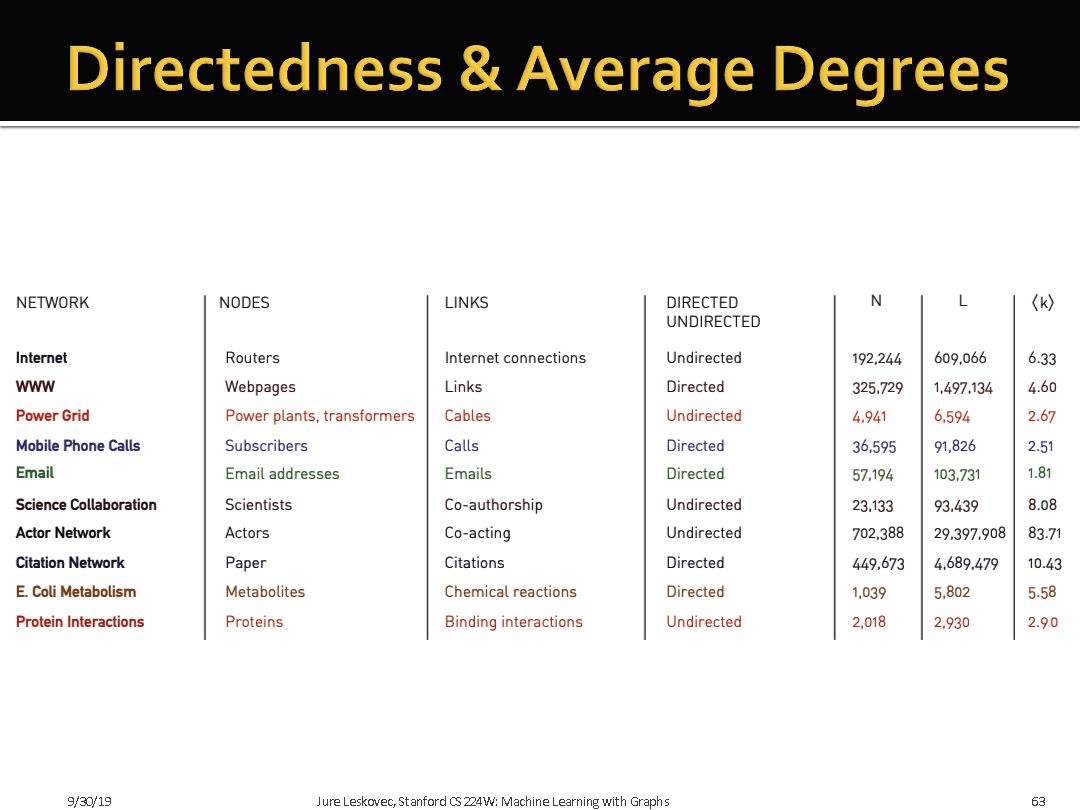 Directedness & Average Degrees
NETWORK NODES LINKS DIRECTED UNDIRECTED N L ⟨k⟩
Internet Routers Internet connections Undirected 192,244 609,066 6.33
WWW Webpages Links Directed 325,729 1,497,134 4.60
Power Grid Power plants, transformers Cables Undirected 4,941 6,594 2.67
Mobile Phone Calls Subscribers Calls Directed 36,595 91,826 2.51
Email Email addresses Emails Directed 57,194 103,731 1.81
Science Collaboration Scientists Co-authorship Undirected 23,133 93,439 8.08
Actor Network Actors Co-acting Undirected 702,388 29,397,908 83.71
Citation Network Paper Citations Directed 449,673 4,689,479 10.43
E. Coli Metabolism Metabolites Chemical reactions Directed 1,039 5,802 5.58
Protein Interactions Proteins Binding interactions Undirected 2,018 2,930 2.90
9/30/19 Jure Leskovec, Stanford CS224W: Machine Learning with Graphs 63